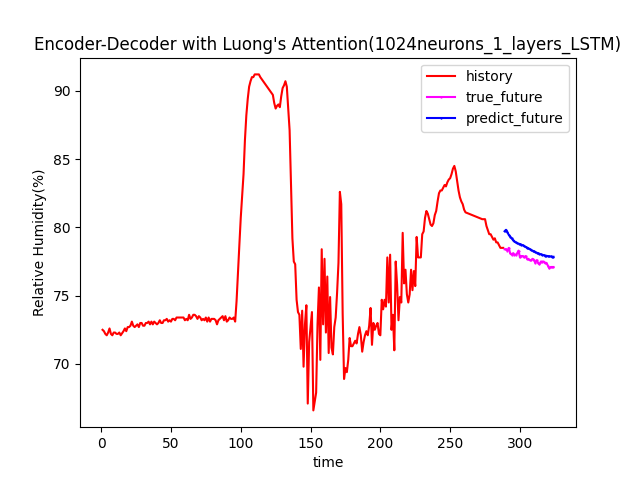 Encoder-Decoder with Luong's Attention(1024neurons_1_layers_LSTM)
history
true_future
predict_future
Relative Humidity(%)
90
85
80
75
70
0 50 100 150 200 250 300
time